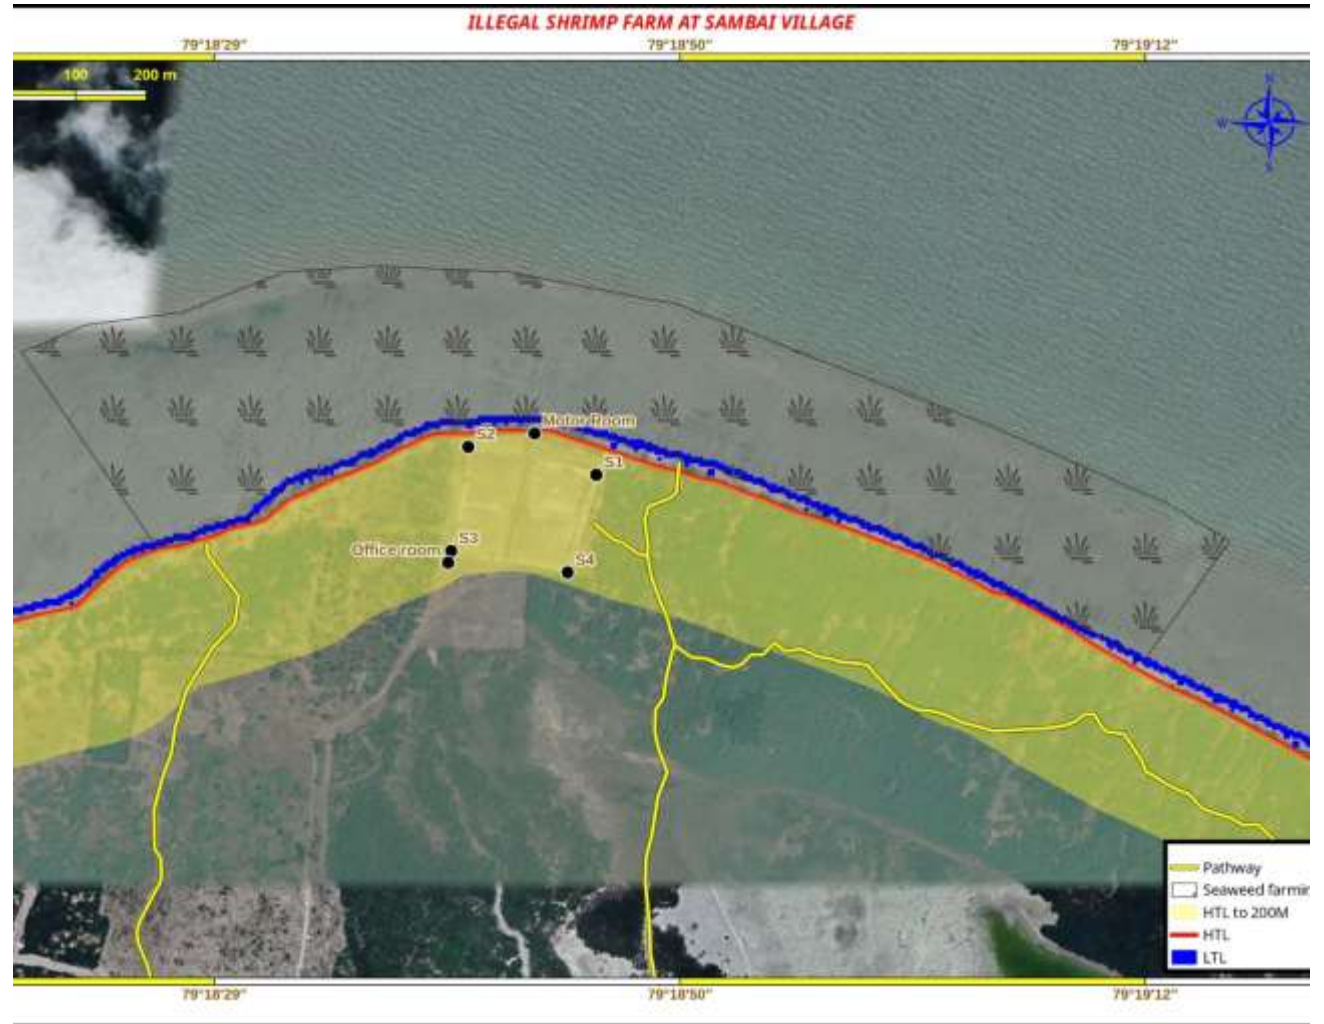 ILLEGAL SHRIMP FARM AT SAMBAI VILLAGE
79°18'29" 79°18'50" 79°19'12"
100 200 m
N
W
S
Motor Room
S2
S1
S3
Office room
S4
Pathway
Seaweed farmin
HTL to 200M
HTL
LTL
79°18'29" 79°18'50" 79°19'12"